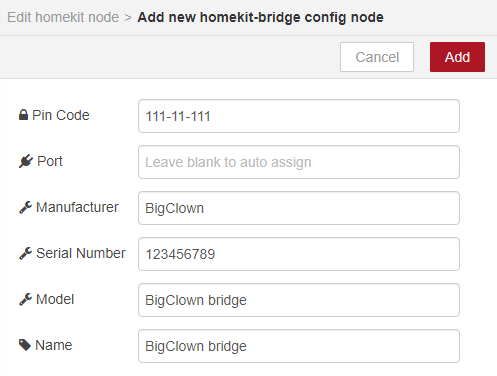 Edit homekit node > Add new homekit-bridge config node
Cancel Add
Pin Code 111-11-111
Port Leave blank to auto assign
Manufacturer BigClown
Serial Number 123456789
Model BigClown bridge
Name BigClown bridge